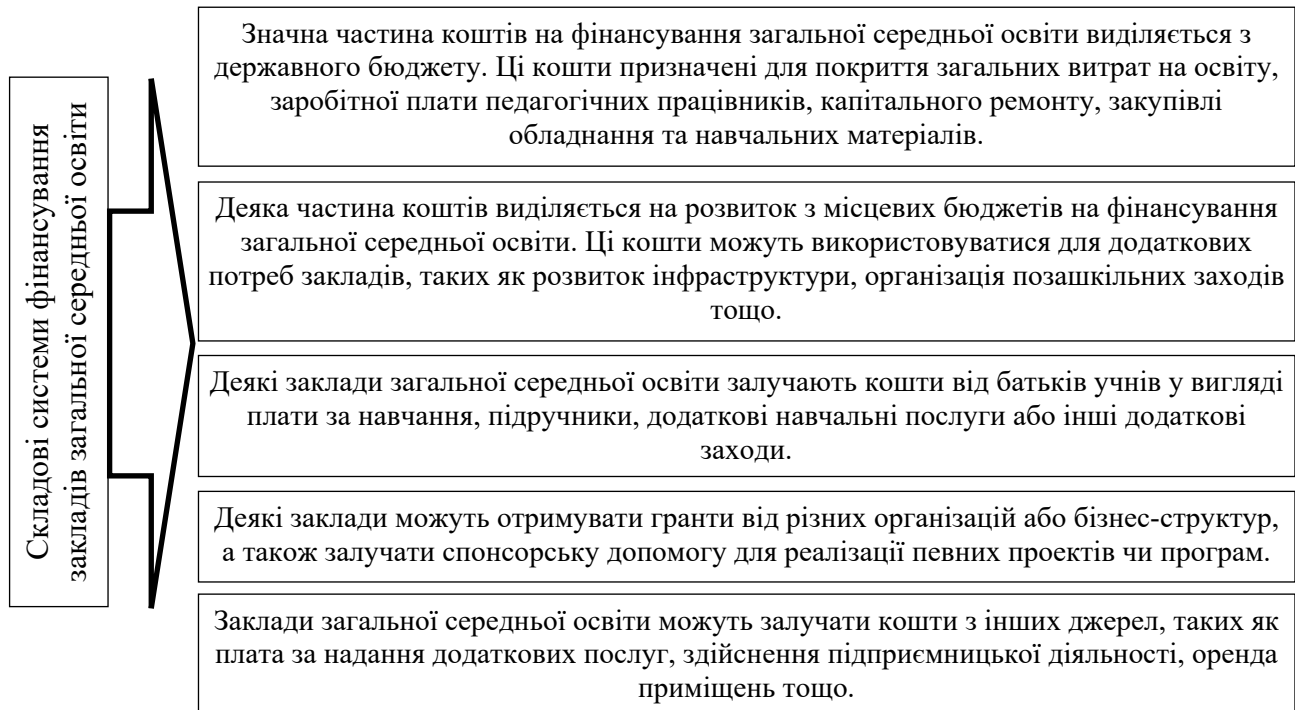 Складові системи фінансування
закладів загальної середньої освіти
Значна частина коштів на фінансування загальної середньої освіти виділяється з
державного бюджету. Ці кошти призначені для покриття загальних витрат на освіту,
заробітної плати педагогічних працівників, капітального ремонту, закупівлі
обладнання та навчальних матеріалів.
Деяка частина коштів виділяється на розвиток з місцевих бюджетів на фінансування
загальної середньої освіти. Ці кошти можуть використовуватися для додаткових
потреб закладів, таких як розвиток інфраструктури, організація позашкільних заходів
тощо.
Деякі заклади загальної середньої освіти залучають кошти від батьків учнів у вигляді
плати за навчання, підручники, додаткові навчальні послуги або інші додаткові
заходи.
Деякі заклади можуть отримувати гранти від різних організацій або бізнес-структур,
а також залучати спонсорську допомогу для реалізації певних проектів чи програм.
Заклади загальної середньої освіти можуть залучати кошти з інших джерел, таких як
плата за надання додаткових послуг, здійснення підприємницької діяльності, оренда
приміщень тощо.